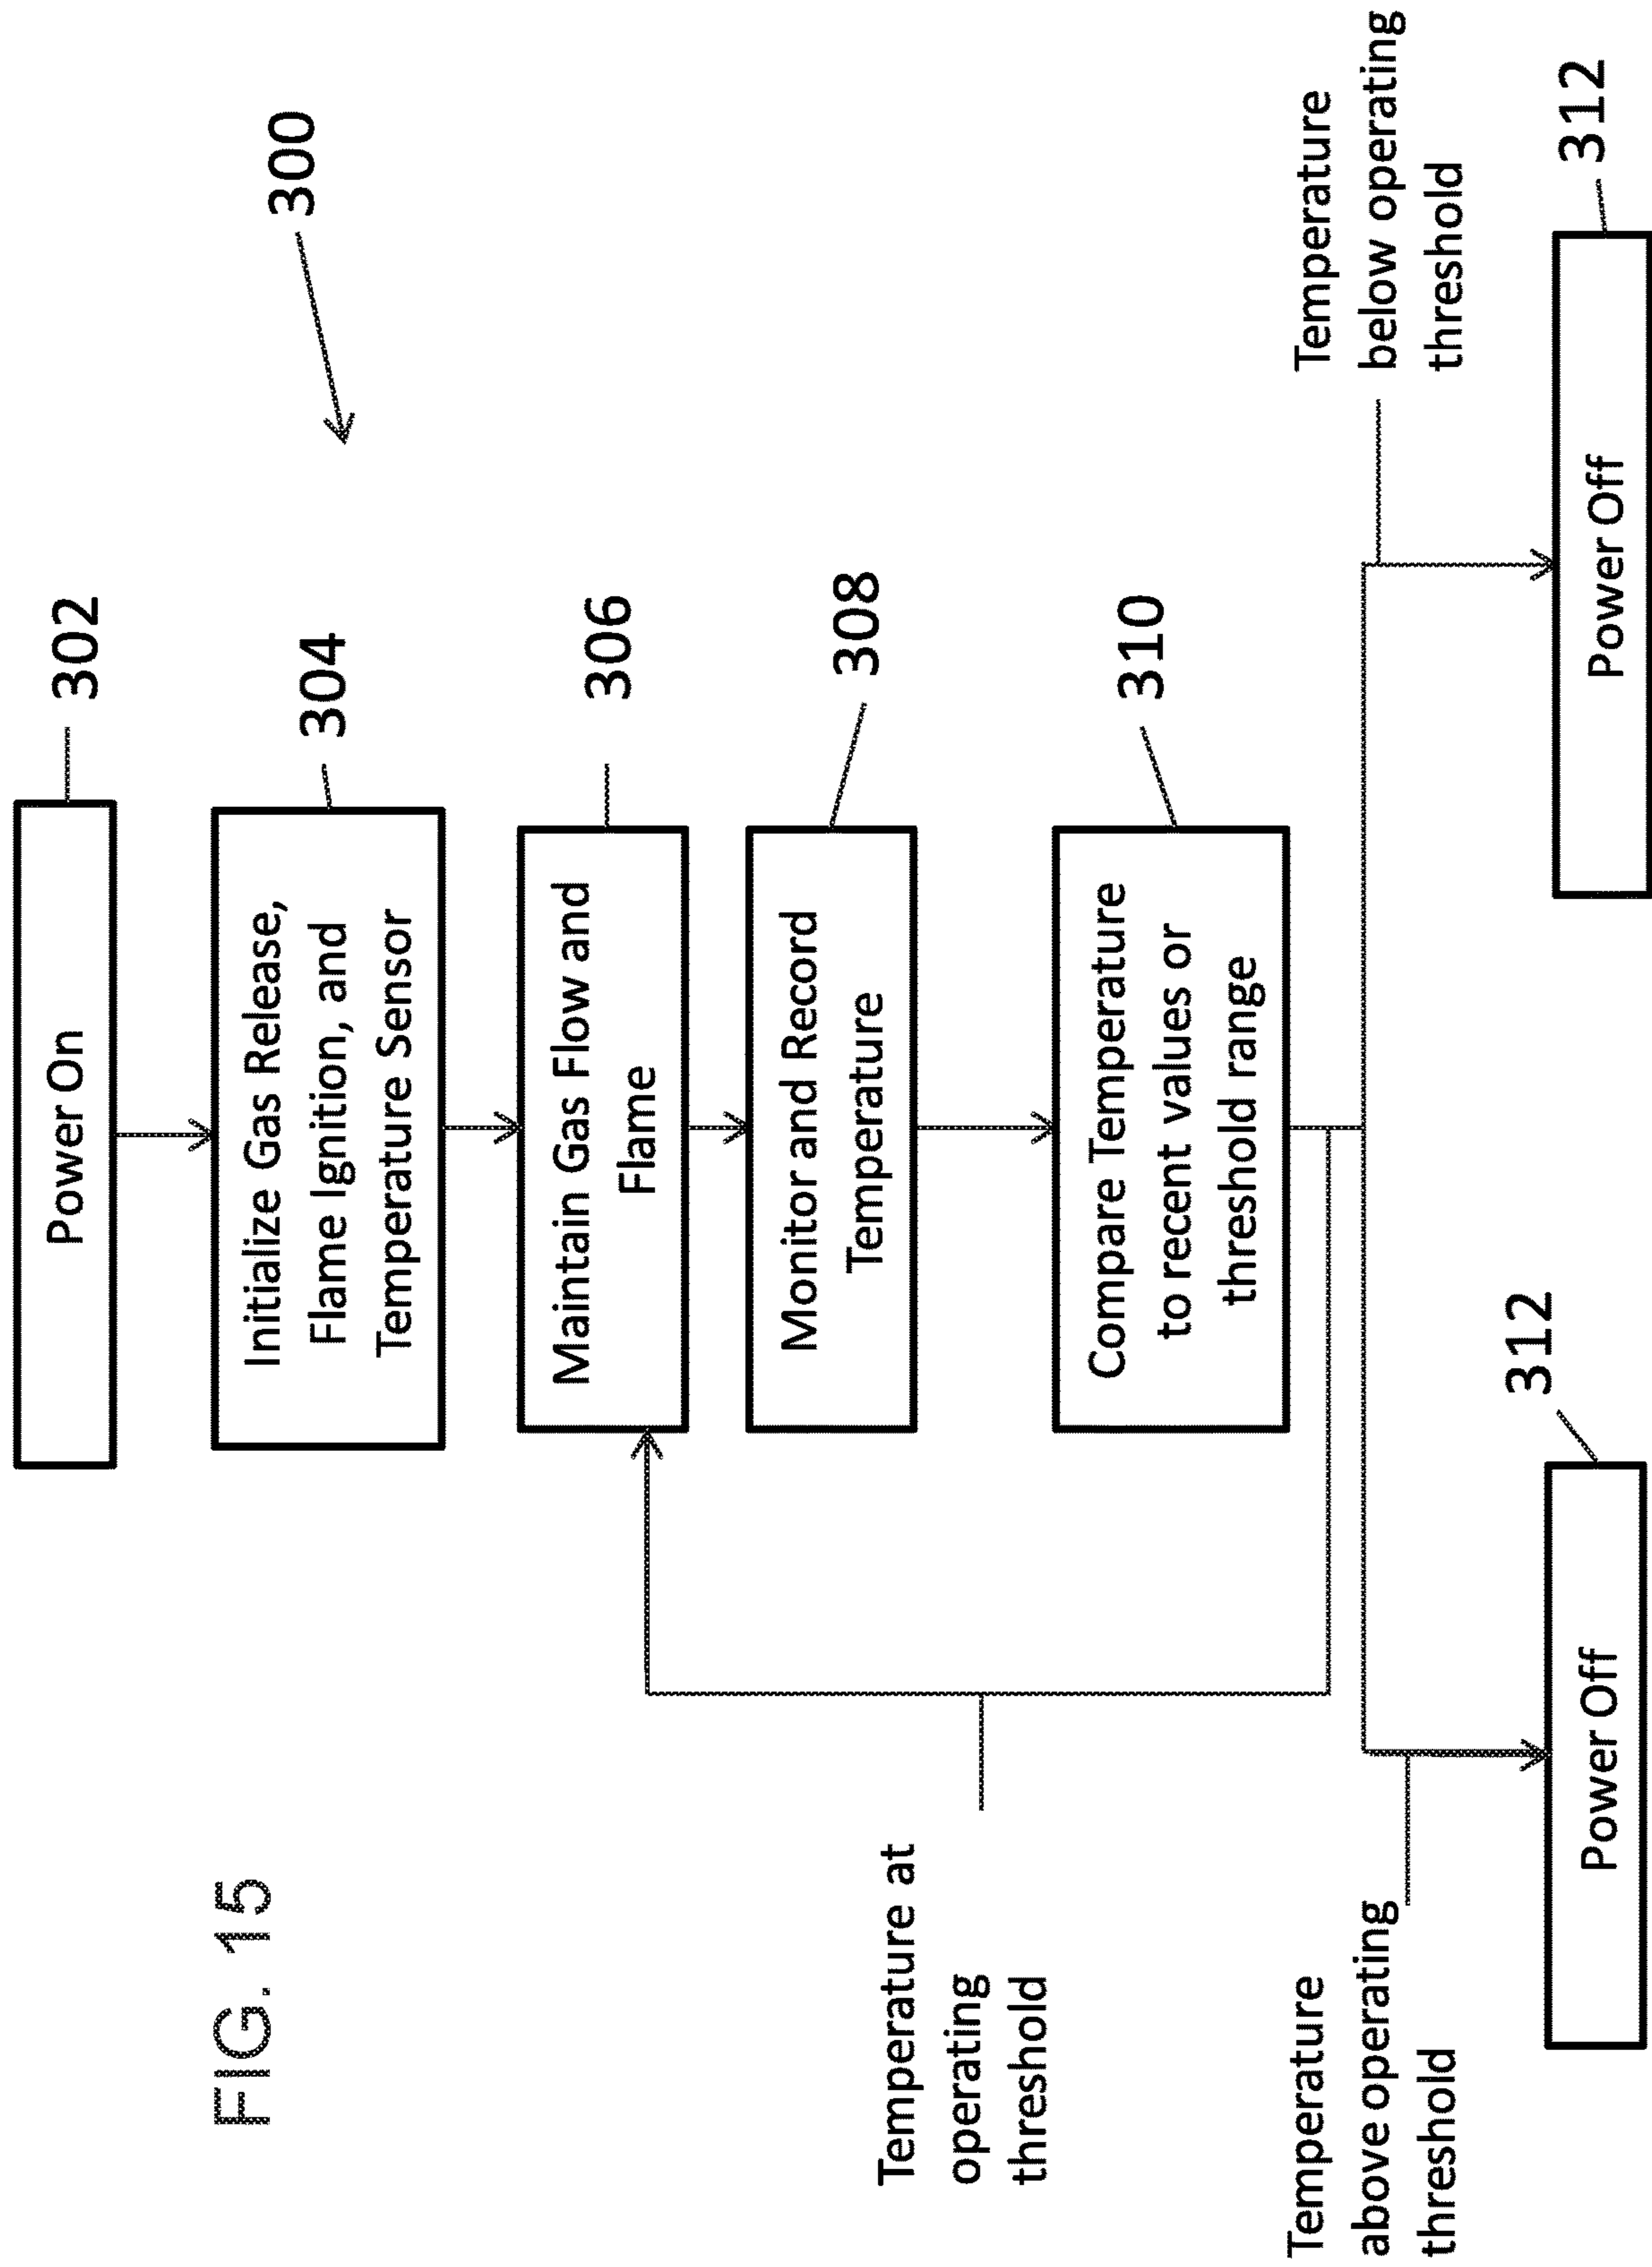 FIG. 15
300
Power On
302
Initialize Gas Release,
Flame Ignition, and
Temperature Sensor
304
Maintain Gas Flow and
Flame
306
Monitor and Record
Temperature
308
Compare Temperature
to recent values or
threshold range
310
Temperature at
operating
threshold
Temperature
above operating
threshold
Temperature
below operating
threshold
Power Off
312
Power Off
312